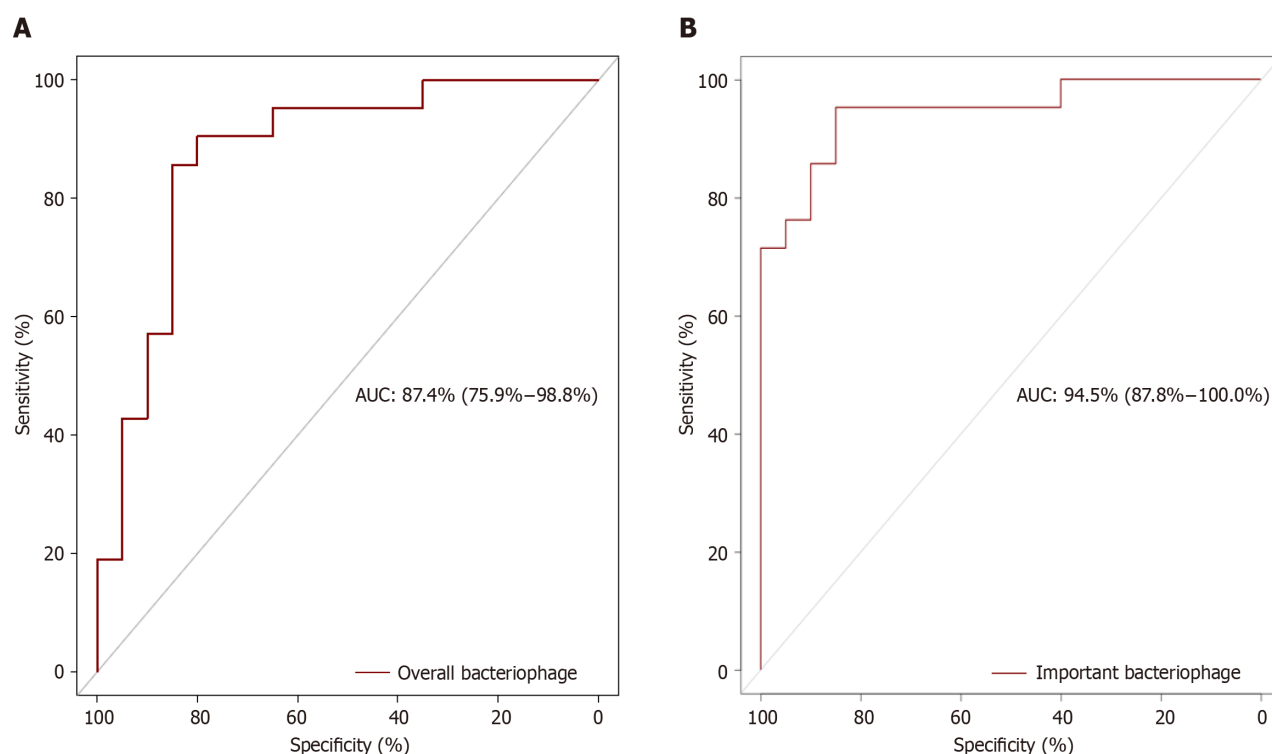 A
100
80
60
40
20
0
Sensitivity (%)
AUC: 87.4% (75.9%−98.8%)
Overall bacteriophage
100 80 60 40 20 0
Specificity (%)
B
100
80
60
40
20
0
Sensitivity (%)
AUC: 94.5% (87.8%−100.0%)
Important bacteriophage
100 80 60 40 20 0
Specificity (%)